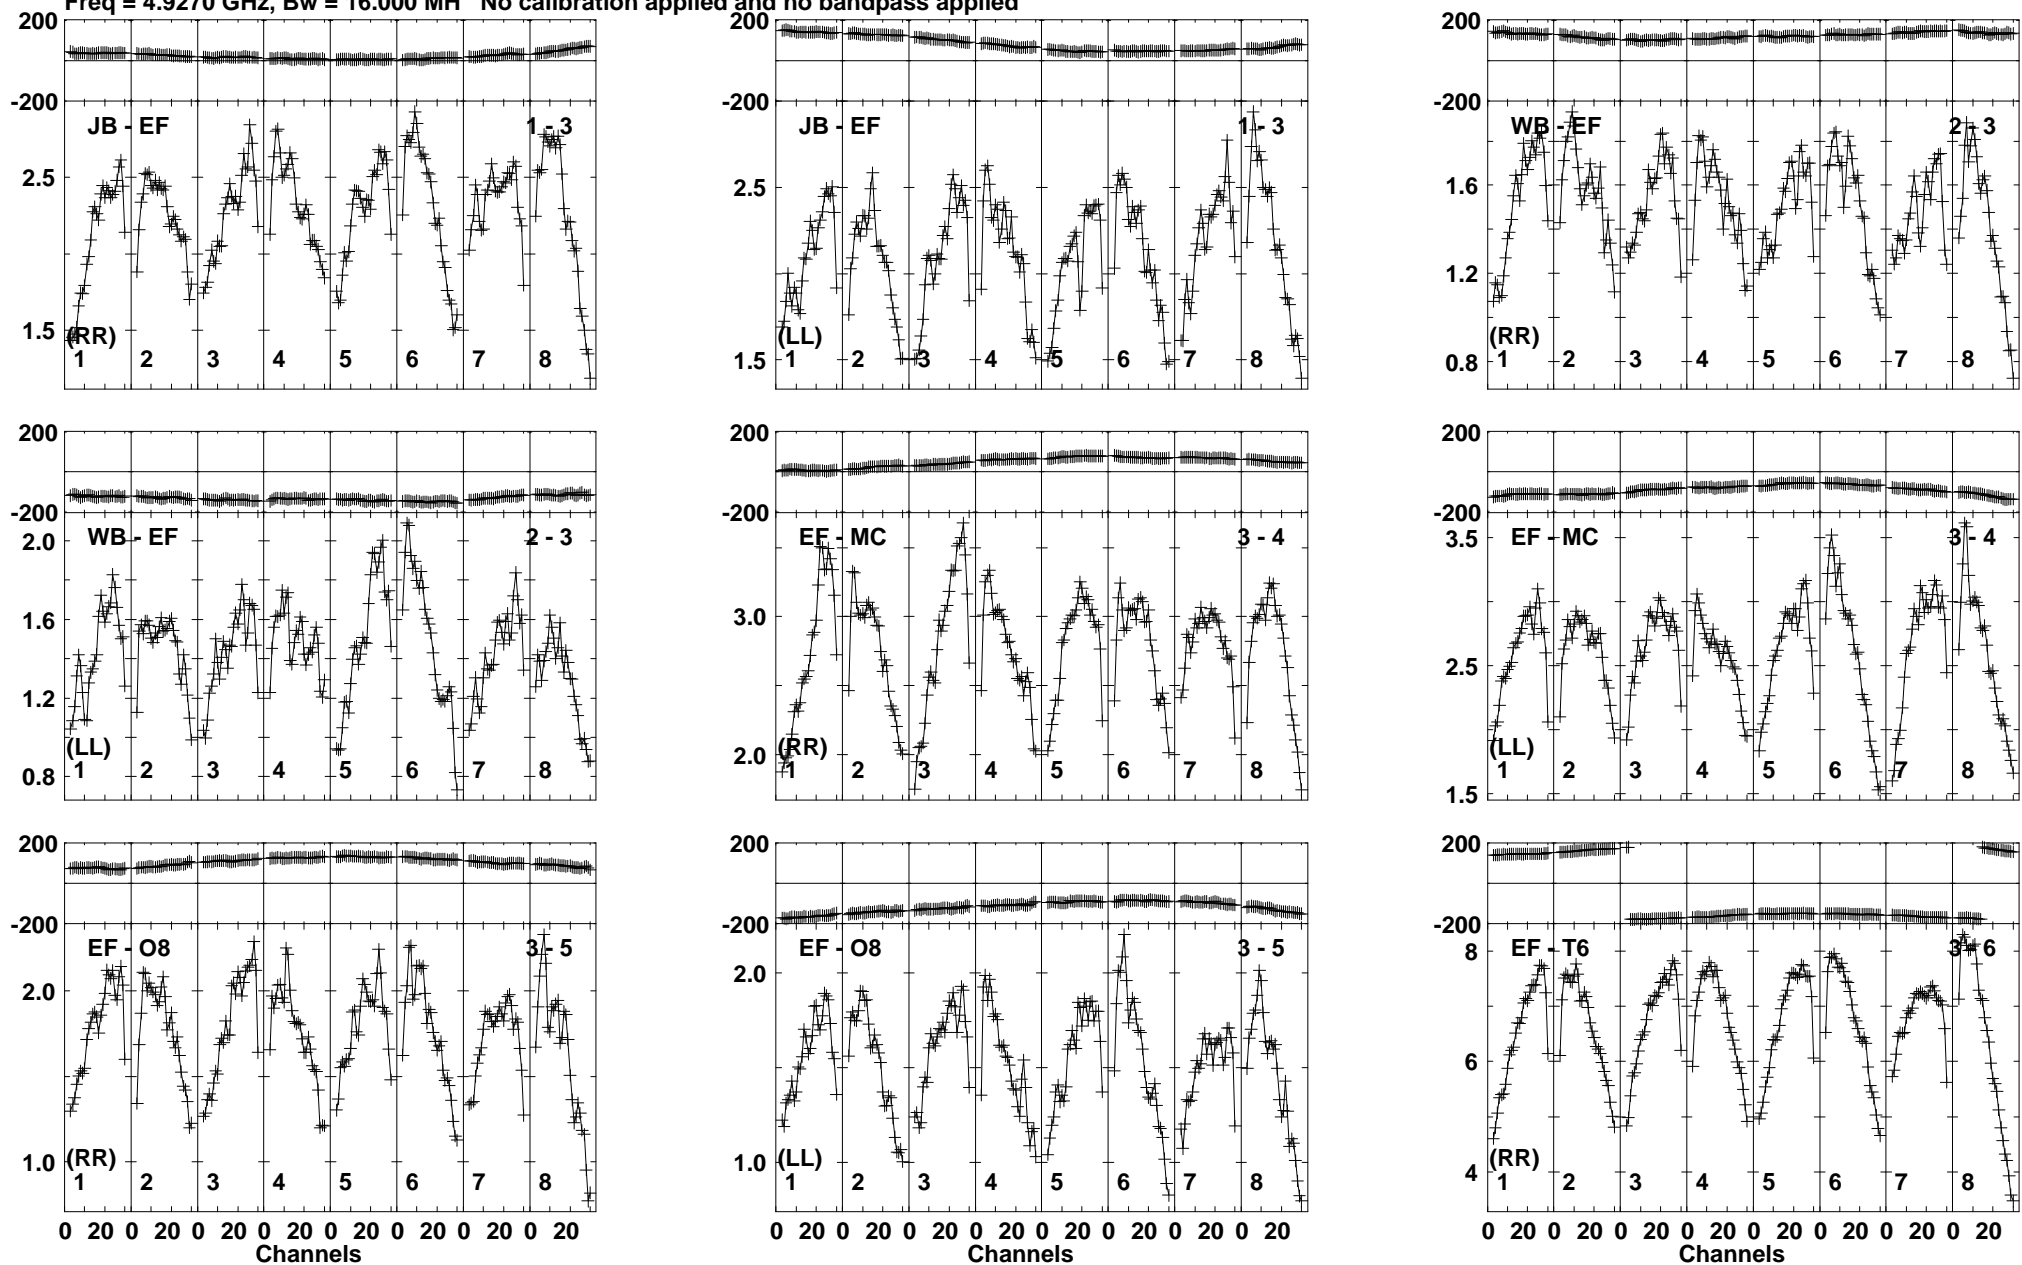 Freq = 4.9270 GHz, Bw = 16.000 MH No calibration applied and no bandpass applied
200 200 200
-200 -200 -200
JB - EF 1 - 3 JB - EF 1 - 3 WB - EF 2 - 3
2.5 2.5 1.6
1.2
1.5 1.5 0.8
(RR) (LL) (RR)
1 2 3 4 5 6 7 8 1 2 3 4 5 6 7 8 1 2 3 4 5 6 7 8
200 200 200
-200 -200 -200
WB - EF 2 - 3 EF - MC 3 - 4 EF - MC 3 - 4
2.0 3.0 3.5
1.6 2.5
1.2
0.8 2.0 1.5
(LL) (RR) (LL)
1 2 3 4 5 6 7 8 1 2 3 4 5 6 7 8 1 2 3 4 5 6 7 8
200 200 200
-200 -200 -200
EF - O8 3 - 5 EF - O8 3 - 5 EF - T6 3 - 6
2.0 2.0 8
6
1.0 1.0 4
(RR) (LL) (RR)
1 2 3 4 5 6 7 8 1 2 3 4 5 6 7 8 1 2 3 4 5 6 7 8
0 20 0 20 0 20 0 20 0 20 0 20 0 20 0 20 0 20 0 20 0 20 0 20 0 20 0 20 0 20 0 20 0 20 0 20 0 20 0 20 0 20 0 20 0 20 0 20
Channels Channels Channels